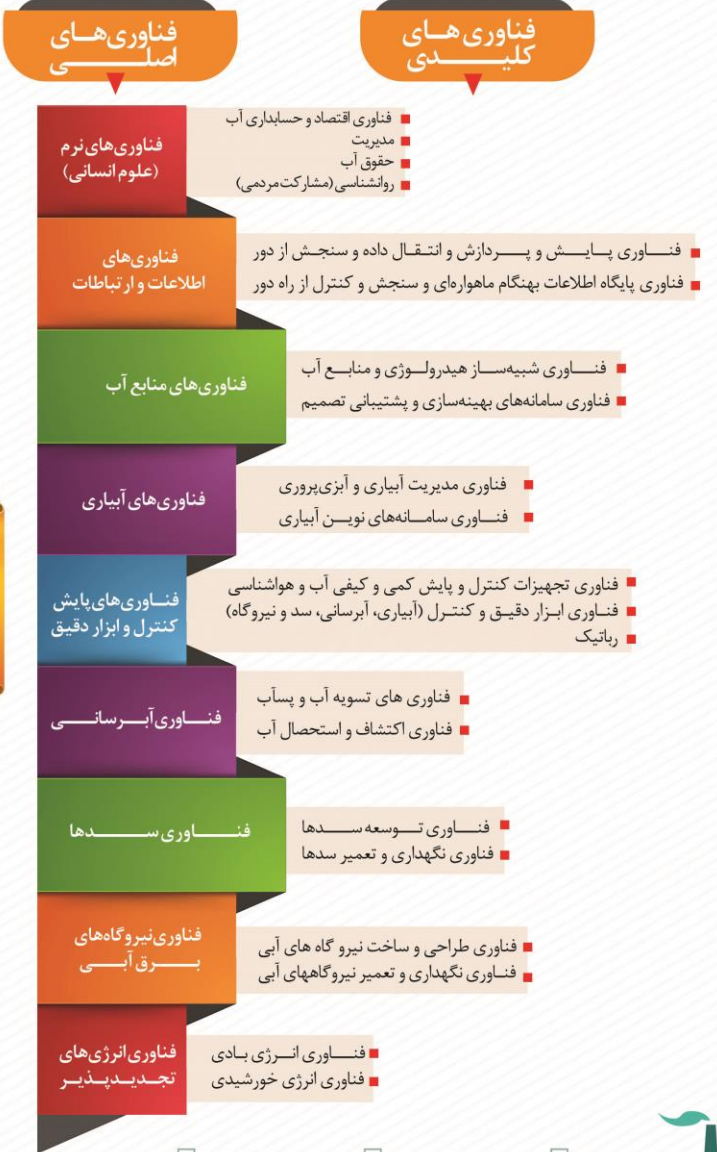 فناوری‌های
کلیدی
فناوری‌های
اصلی
فناوری‌های نرم
(علوم انسانی)
فناوری اقتصاد و حسابداری آب
مدیریت
حقوق آب
روانشناسی (مشارکت مردمی)
فناوری‌های
اطلاعات و ارتباطات
فناوری پایش و پردازش و انتقال داده و سنجش از دور
فناوری پایگاه اطلاعات بهنگام ماهواره‌ای و سنجش و کنترل از راه دور
فناوری‌های منابع آب
فناوری شبیه‌ساز هیدرولوژی و منابع آب
فناوری سامانه‌های بهینه‌سازی و پشتیبانی تصمیم
فناوری‌های آبیاری
فناوری مدیریت آبیاری و آبزی‌پروری
فناوری سامانه‌های نوین آبیاری
فناوری‌های پایش
کنترل و ابزار دقیق
فناوری تجهیزات کنترل و پایش کمی و کیفی آب و هواشناسی
فناوری ابزار دقیق و کنترل (آبیاری، آبرسانی، سد و نیروگاه)
رباتیک
فناوری آبرسانی
فناوری های تسویه آب و پسآب
فناوری اکتشاف و استحصال آب
فناوری سدها
فناوری توسعه سدها
فناوری نگهداری و تعمیر سدها
فناوری نیروگاه‌های
برق آبی
فناوری طراحی و ساخت نیرو گاه های آبی
فناوری نگهداری و تعمیر نیروگاههای آبی
فناوری انرژی‌های
تجدیدپذیر
فناوری انرژی بادی
فناوری انرژی خورشیدی